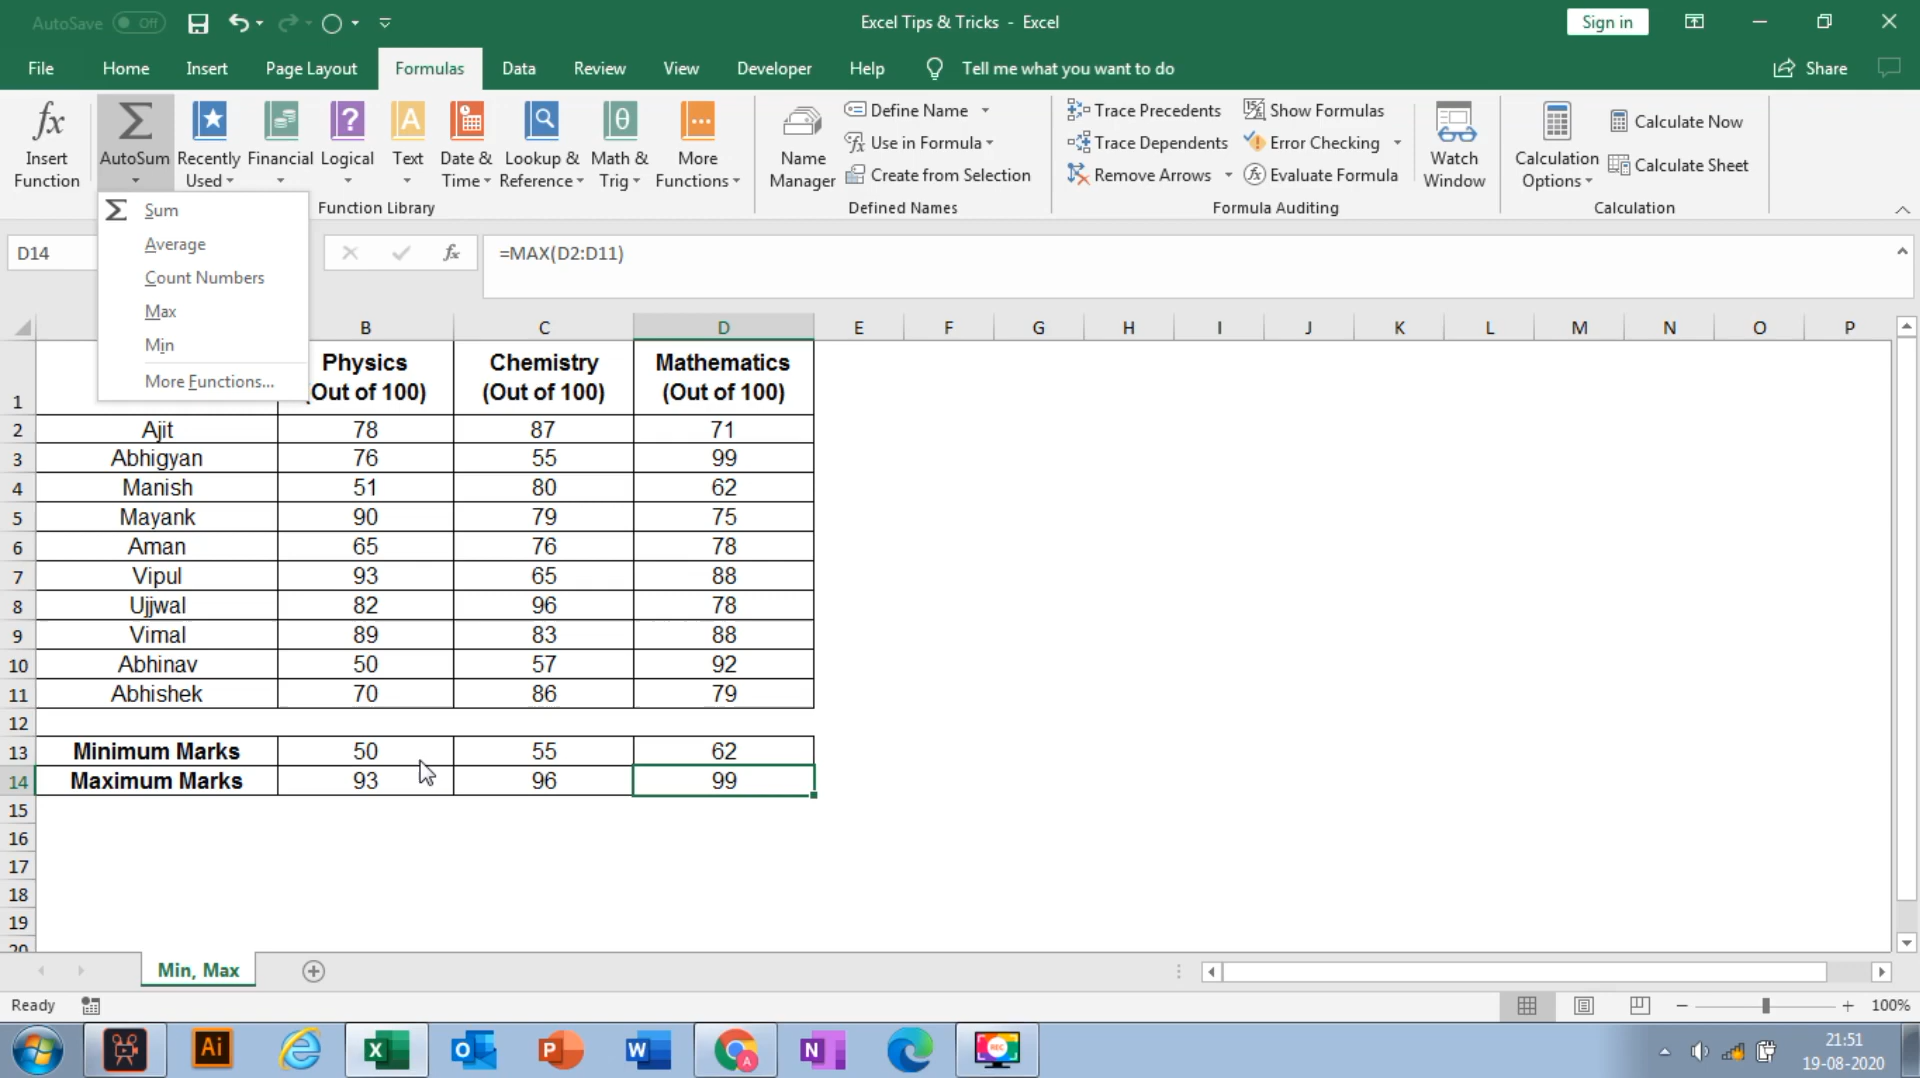 AutoSave Off
Excel Tips & Tricks - Excel
Sign in
File Home Insert Page Layout Formulas Data Review View Developer Help Tell me what you want to do Share
Insert Function
AutoSum
Recently Used
Financial
Logical
Text
Date & Time
Lookup & Reference
Math & Trig
More Functions
Function Library
Name Manager
Define Name
Use in Formula
Create from Selection
Defined Names
Trace Precedents
Trace Dependents
Remove Arrows
Show Formulas
Error Checking
Evaluate Formula
Formula Auditing
Watch Window
Calculation Options
Calculate Now
Calculate Sheet
Calculation
Sum
Average
Count Numbers
Max
Min
More Functions...
D14 fx =MAX(D2:D11)
B C D E F G H I J K L M N O P
Physics Chemistry Mathematics
1 (Out of 100) (Out of 100) (Out of 100)
2 Ajit 78 87 71
3 Abhigyan 76 55 99
4 Manish 51 80 62
5 Mayank 90 79 75
6 Aman 65 76 78
7 Vipul 93 65 88
8 Ujjwal 82 96 78
9 Vimal 89 83 88
10 Abhinav 50 57 92
11 Abhishek 70 86 79
12
13 Minimum Marks 50 55 62
14 Maximum Marks 93 96 99
15
16
17
18
19
20
Min, Max
Ready 100%
21:51
19-08-2020